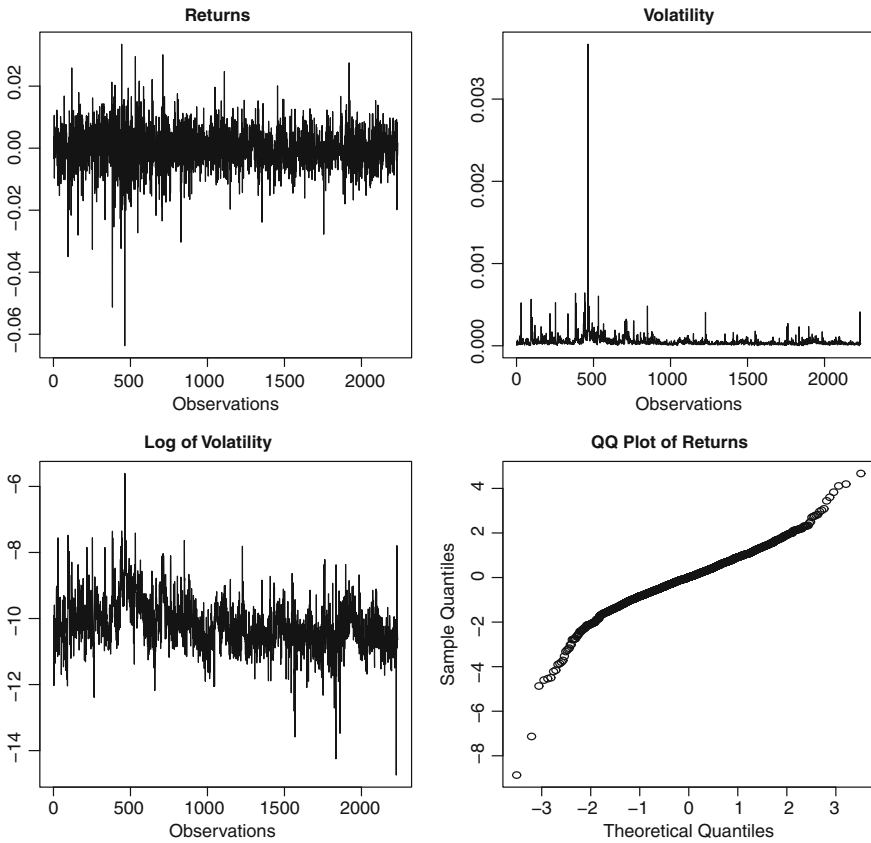 Returns
0.02
0.00
−0.02
−0.04
−0.06
0 500 1000 1500 2000
Observations
Volatility
0.003
0.002
0.001
0.000
0 500 1000 1500 2000
Observations
Log of Volatility
−6
−8
−10
−12
−14
0 500 1000 1500 2000
Observations
QQ Plot of Returns
Sample Quantiles
4
2
0
−2
−4
−6
−8
−3 −2 −1 0 1 2 3
Theoretical Quantiles